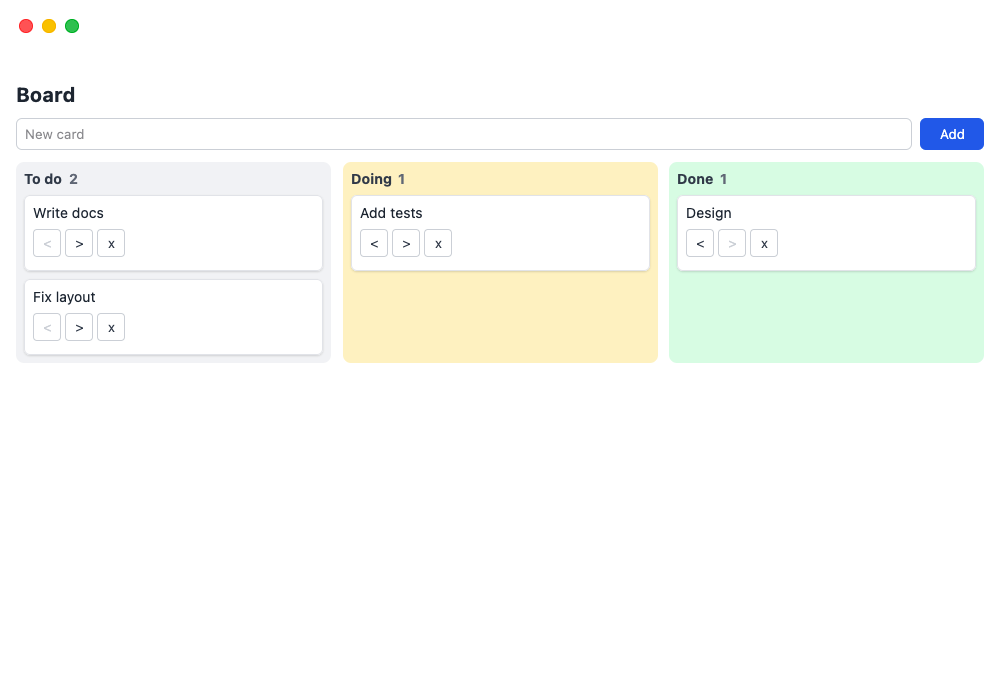 Board
New card
Add
To do 2
Write docs
< > x
Fix layout
< > x
Doing 1
Add tests
< > x
Done 1
Design
< > x